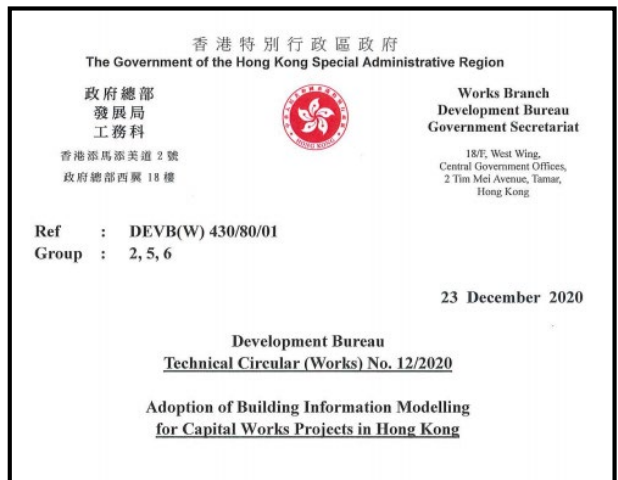 香港特別行政區政府
The Government of the Hong Kong Special Administrative Region
政府總部
發展局
工務科
香港添馬添美道 2 號
政府總部西翼 18 樓
HONG KONG
Works Branch
Development Bureau
Government Secretariat
18/F, West Wing,
Central Government Offices,
2 Tim Mei Avenue, Tamar,
Hong Kong
Ref : DEVB(W) 430/80/01
Group : 2, 5, 6
23 December 2020
Development Bureau
Technical Circular (Works) No. 12/2020
Adoption of Building Information Modelling
for Capital Works Projects in Hong Kong